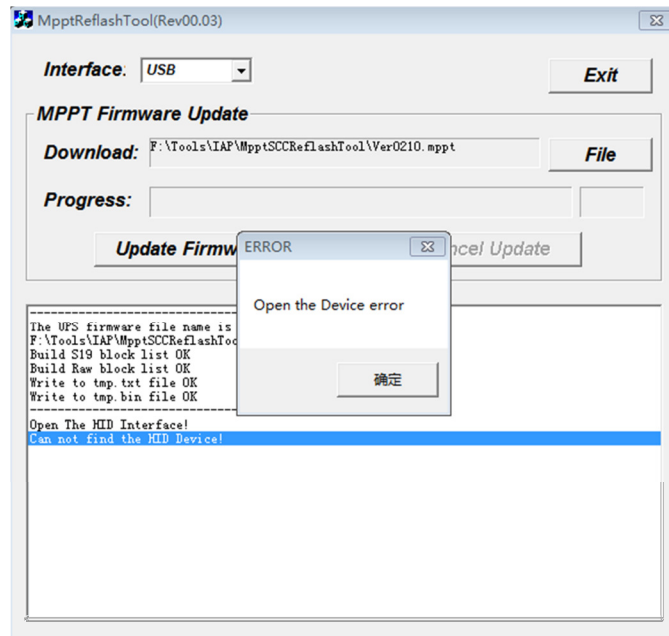 MpptReflashTool(Rev00.03)
Interface: USB
Exit
MPPT Firmware Update
Download: F:\Tools\IAP\MpptSCCReflashTool\Ver0210.mppt
File
Progress:
Update Firmw
ncel Update
ERROR
Open the Device error
确定
The UPS firmware file name is
F:\Tools\IAP\MpptSCCReflashToo
Build S19 block list OK
Build Raw block list OK
Write to tmp.txt file OK
Write to tmp.bin file OK
Open The HID Interface!
Can not find the HID Device!